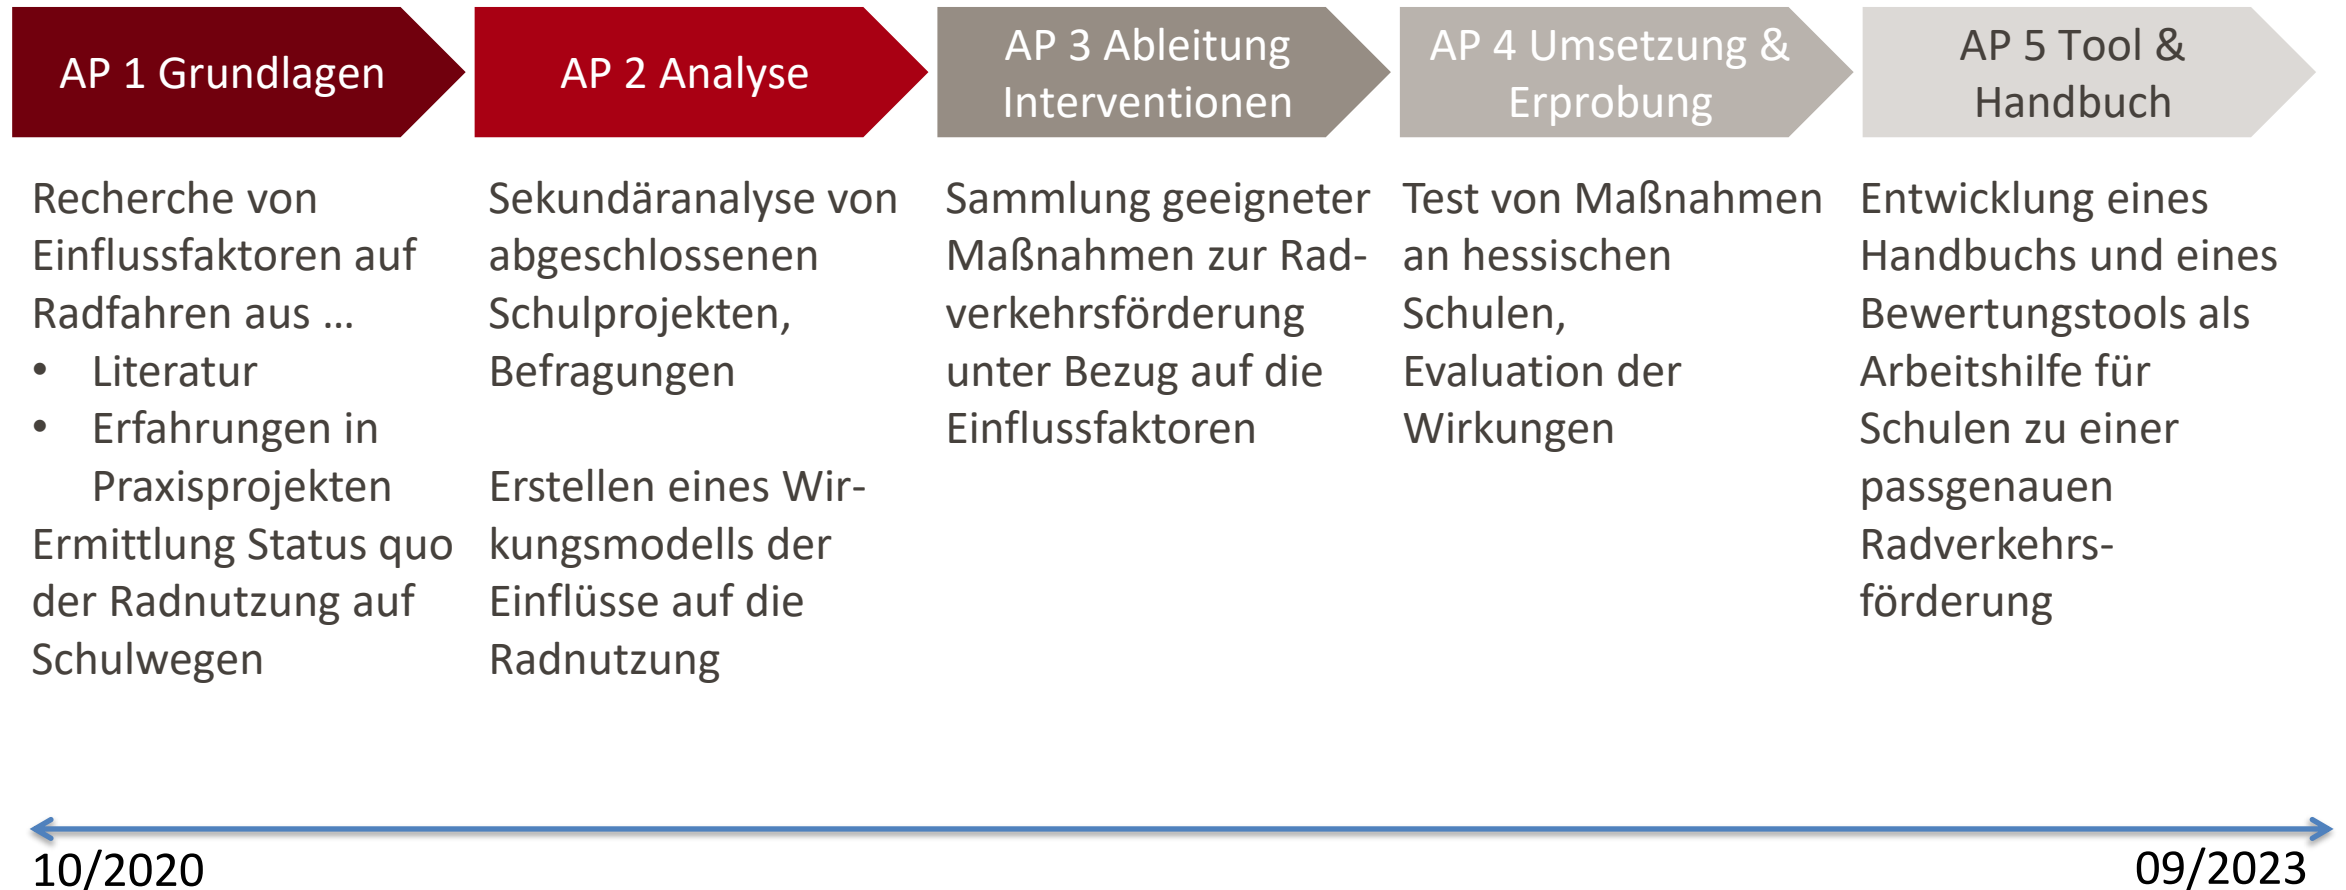 AP 1 Grundlagen
AP 2 Analyse
AP 3 Ableitung
Interventionen
AP 4 Umsetzung &
Erprobung
AP 5 Tool &
Handbuch
Recherche von
Einflussfaktoren auf
Radfahren aus ...
• Literatur
• Erfahrungen in
Praxisprojekten
Ermittlung Status quo
der Radnutzung auf
Schulwegen
Sekundäranalyse von
abgeschlossenen
Schulprojekten,
Befragungen
Erstellen eines Wir-
kungsmodells der
Einflüsse auf die
Radnutzung
Sammlung geeigneter
Maßnahmen zur Rad-
verkehrsförderung
unter Bezug auf die
Einflussfaktoren
Test von Maßnahmen
an hessischen
Schulen,
Evaluation der
Wirkungen
Entwicklung eines
Handbuchs und eines
Bewertungstools als
Arbeitshilfe für
Schulen zu einer
passgenauen
Radverkehrs-
förderung
10/2020
09/2023